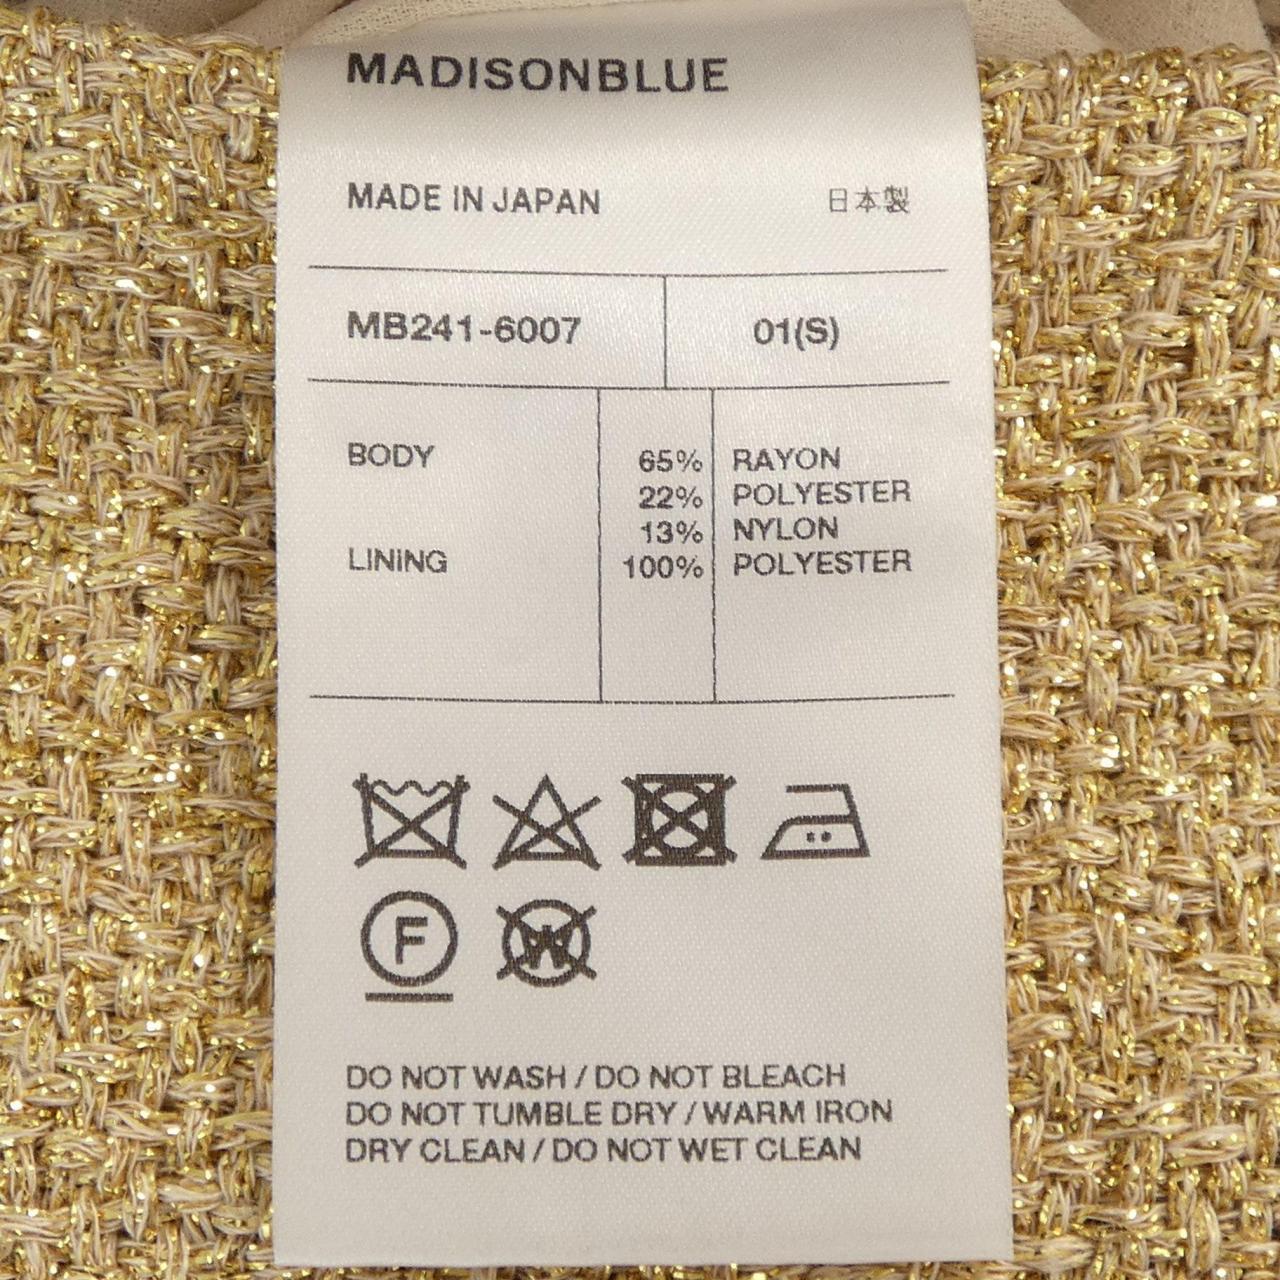 MADISONBLUE
MADE IN JAPAN 日本製
MB241-6007 01(S)
BODY 65% RAYON
22% POLYESTER
13% NYLON
LINING 100% POLYESTER
F W
DO NOT WASH / DO NOT BLEACH
DO NOT TUMBLE DRY / WARM IRON
DRY CLEAN / DO NOT WET CLEAN